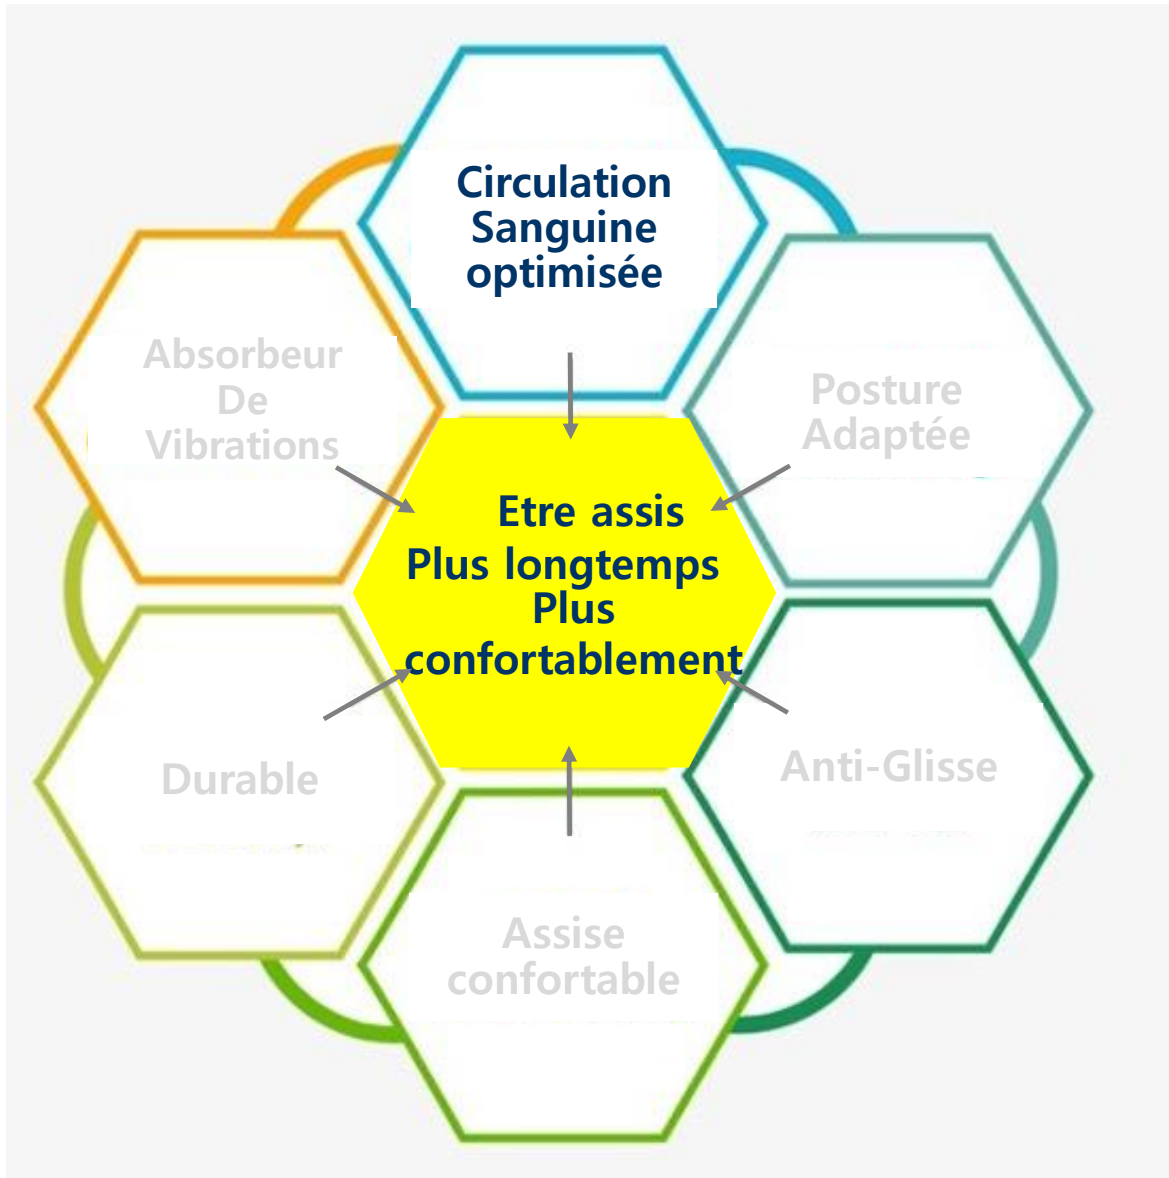 Circulation
Sanguine
optimisée
Absorbeur
De
Vibrations
Posture
Adaptée
Etre assis
Plus longtemps
Plus
confortablement
Durable
Anti-Glisse
Assise
confortable